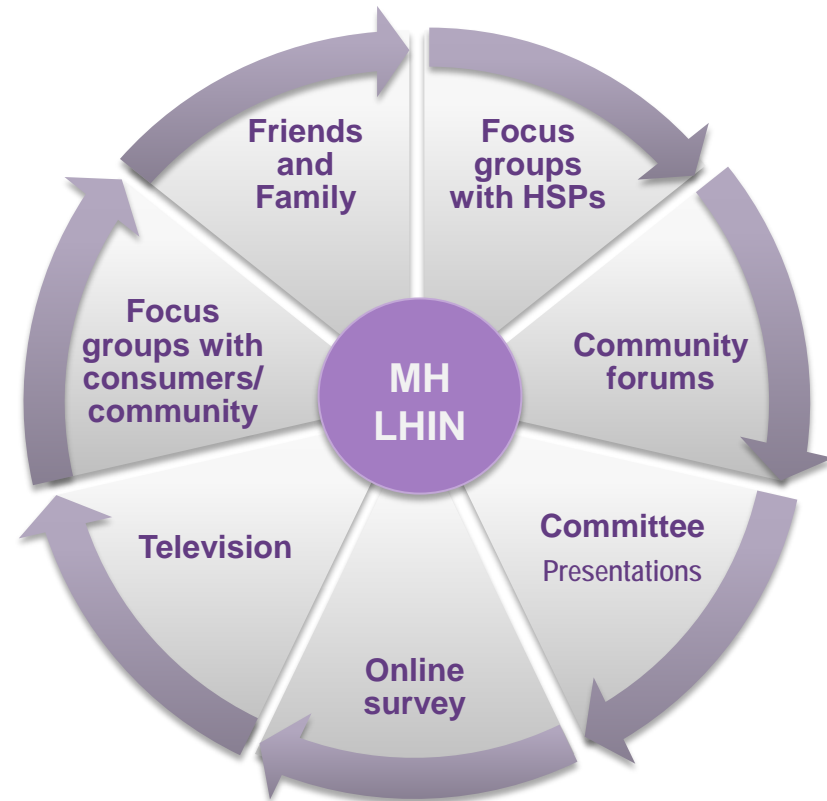 Friends
and
Family
Focus
groups
with HSPs
Focus
groups with
consumers/
community
MH
LHIN
Community
forums
Television
Committee
Presentations
Online
survey